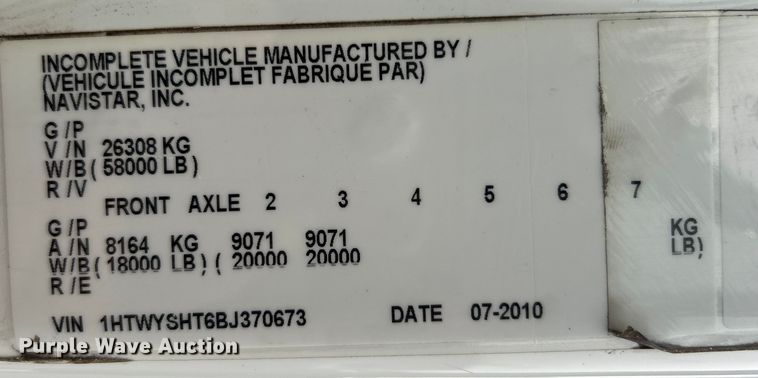 INCOMPLETE VEHICLE MANUFACTURED BY /
(VEHICULE INCOMPLET FABRIQUE PAR)
NAVISTAR, INC.
G / P
V / N 26308 KG
W/B ( 58000 LB )
R / V
FRONT AXLE 2 3 4 5 6 7
G / P
A / N 8164 KG 9071 9071 KG
W/B ( 18000 LB ) ( 20000 20000 LB)
R / E
VIN 1HTWYSHT6BJ370673 DATE 07-2010
Purple Wave Auction